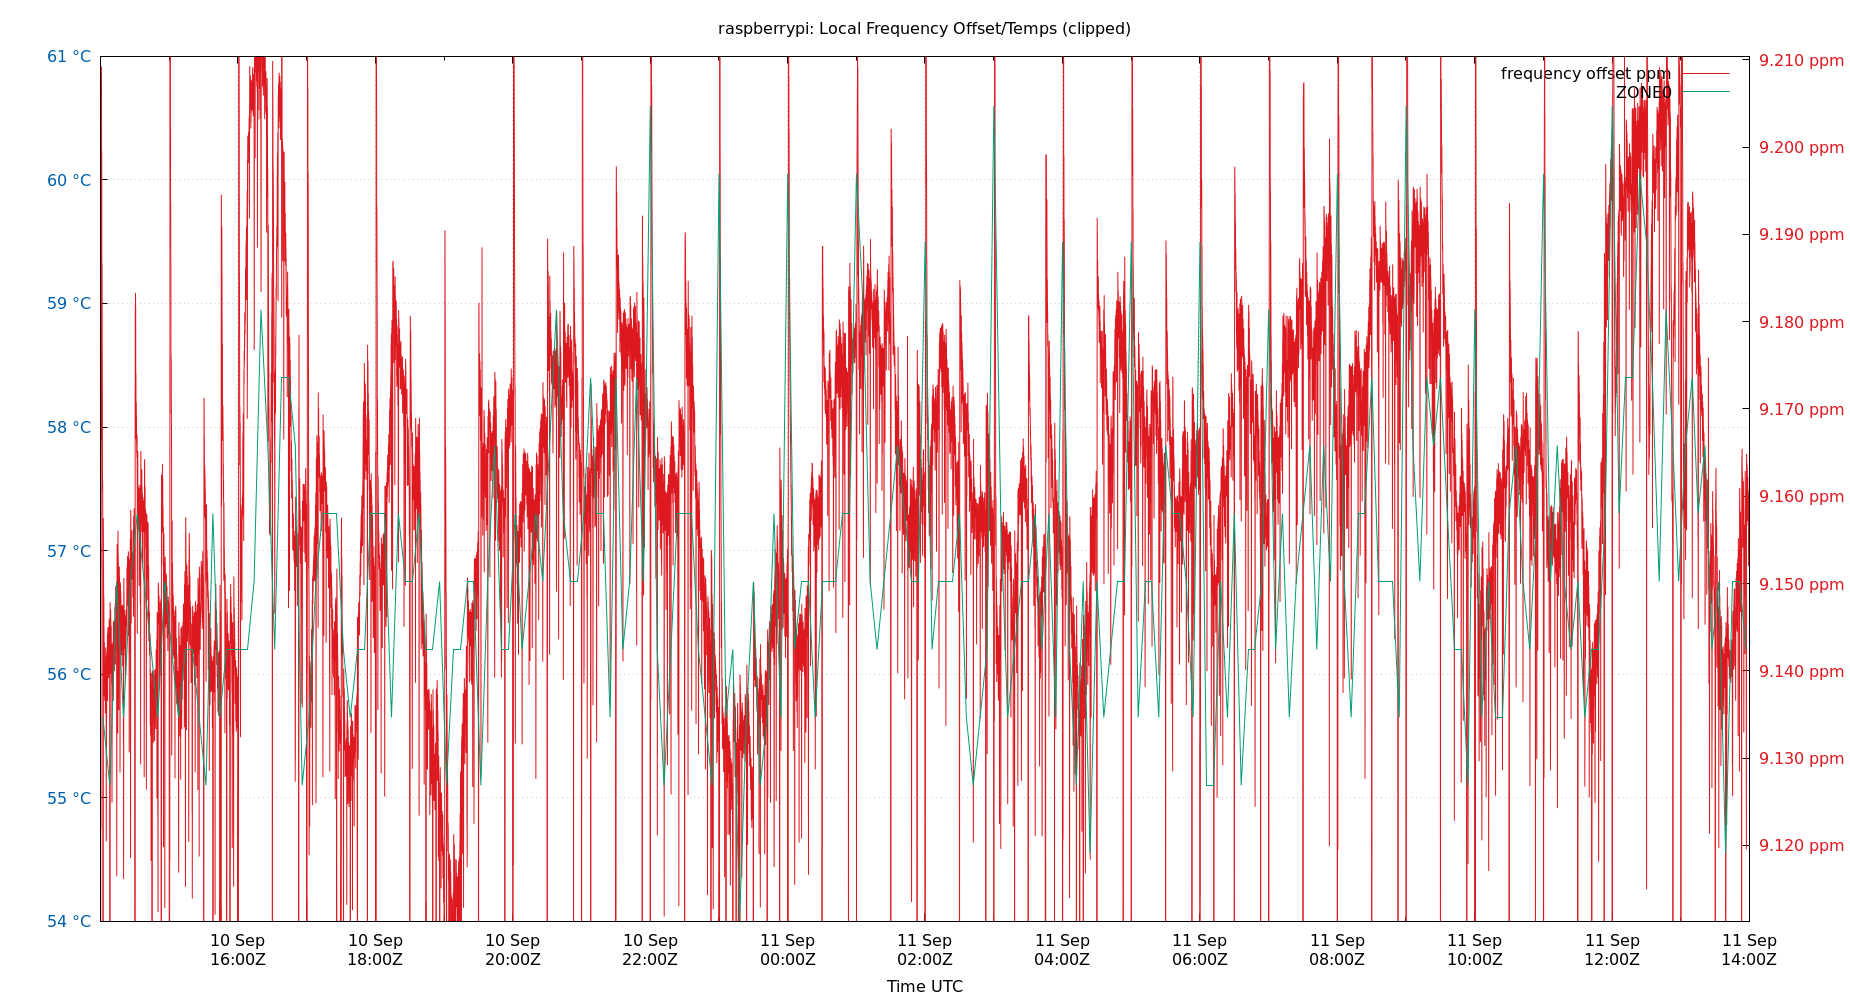 raspberrypi: Local Frequency Offset/Temps (clipped)
61 °C
60 °C
59 °C
58 °C
57 °C
56 °C
55 °C
54 °C
frequency offset ppm
ZONE0
9.210 ppm
9.200 ppm
9.190 ppm
9.180 ppm
9.170 ppm
9.160 ppm
9.150 ppm
9.140 ppm
9.130 ppm
9.120 ppm
10 Sep
16:00Z
10 Sep
18:00Z
10 Sep
20:00Z
10 Sep
22:00Z
11 Sep
00:00Z
11 Sep
02:00Z
11 Sep
04:00Z
11 Sep
06:00Z
11 Sep
08:00Z
11 Sep
10:00Z
11 Sep
12:00Z
11 Sep
14:00Z
Time UTC